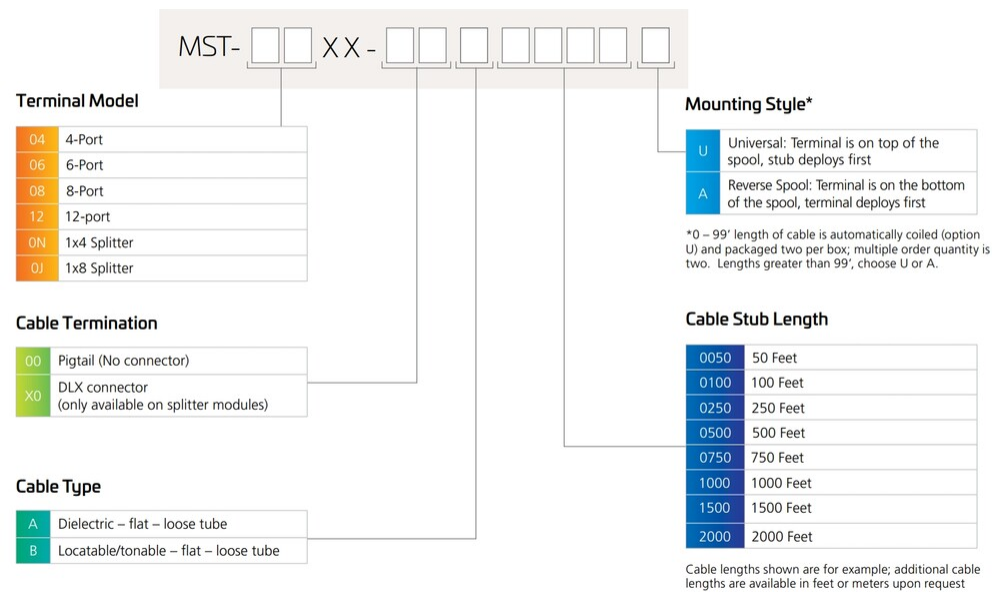 MST- XX-
Terminal Model
04 4-Port
06 6-Port
08 8-Port
12 12-port
0N 1x4 Splitter
0J 1x8 Splitter
Cable Termination
00 Pigtail (No connector)
X0 DLX connector
(only available on splitter modules)
Cable Type
A Dielectric – flat – loose tube
B Locatable/tonable – flat – loose tube
Mounting Style*
U Universal: Terminal is on top of the
spool, stub deploys first
A Reverse Spool: Terminal is on the bottom
of the spool, terminal deploys first
*0 – 99’ length of cable is automatically coiled (option
U) and packaged two per box; multiple order quantity is
two. Lengths greater than 99’, choose U or A.
Cable Stub Length
0050 50 Feet
0100 100 Feet
0250 250 Feet
0500 500 Feet
0750 750 Feet
1000 1000 Feet
1500 1500 Feet
2000 2000 Feet
Cable lengths shown are for example; additional cable
lengths are available in feet or meters upon request